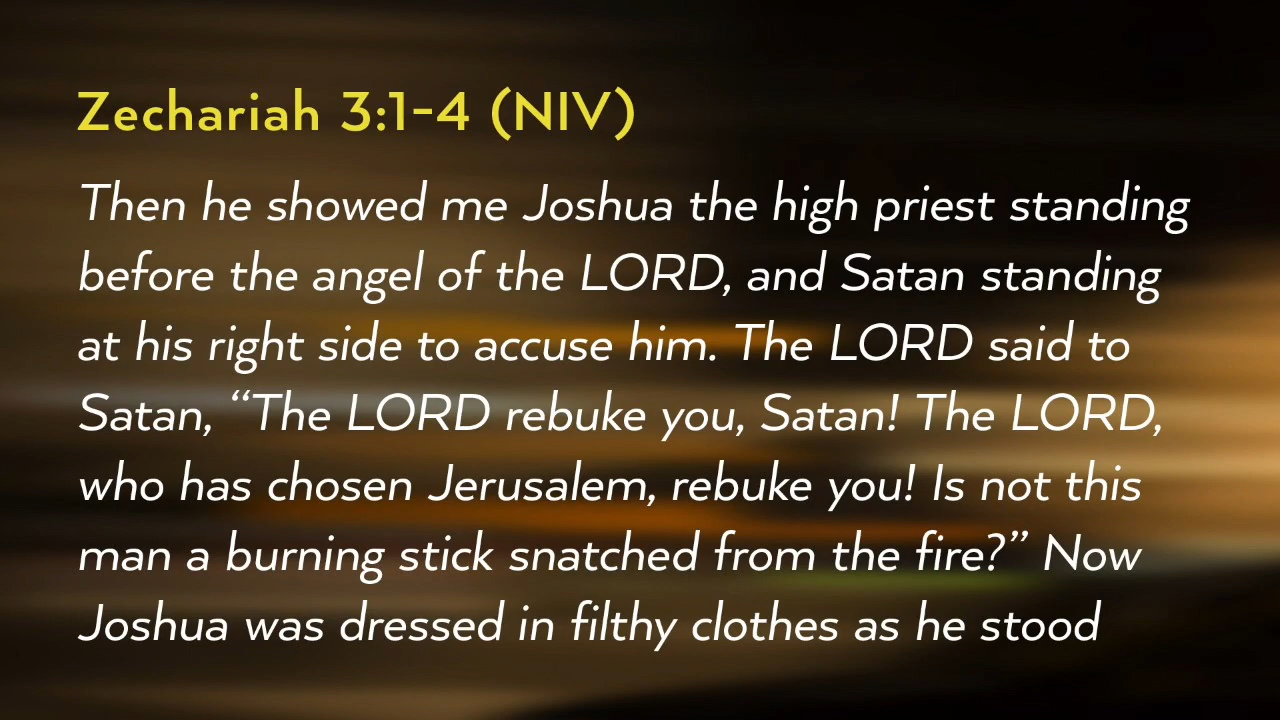 Zechariah 3:1-4 (NIV)
Then he showed me Joshua the high priest standing
before the angel of the LORD, and Satan standing
at his right side to accuse him. The LORD said to
Satan, “The LORD rebuke you, Satan! The LORD,
who has chosen Jerusalem, rebuke you! Is not this
man a burning stick snatched from the fire?” Now
Joshua was dressed in filthy clothes as he stood